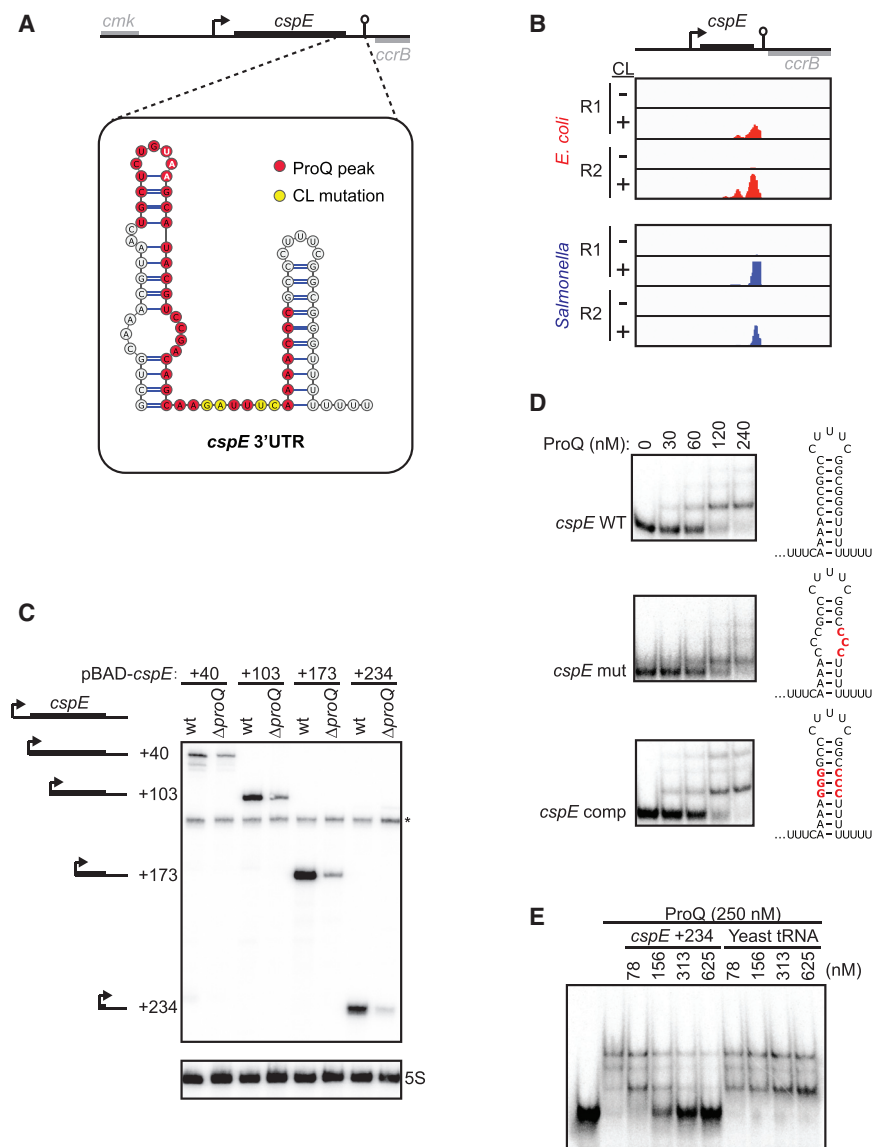 A
cmk
cspE
ccrB
ProQ peak
CL mutation
cspE 3'UTR
B
cspE
ccrB
CL
E. coli
R1
-
+
R2
-
+
Salmonella
R1
-
+
R2
-
+
C
pBAD-cspE: +40 +103 +173 +234
wt ΔproQ wt ΔproQ wt ΔproQ wt ΔproQ
cspE
+40
+103
*
+173
+234
5S
D
ProQ (nM): 0 30 60 120 240
cspE WT
...UUUCA UUUUU
cspE mut
...UUUCA UUUUU
cspE comp
...UUUCA UUUUU
E
ProQ (250 nM)
cspE +234 Yeast tRNA
78 156 313 625 78 156 313 625 (nM)